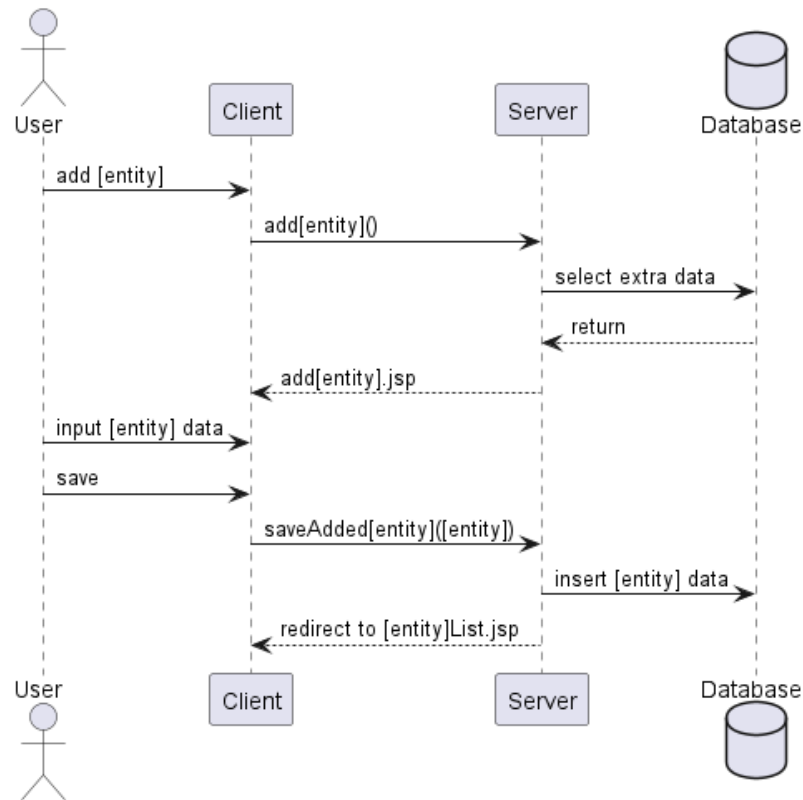 User
Client
Server
Database
add [entity]
add[entity]()
select extra data
return
add[entity].jsp
input [entity] data
save
saveAdded[entity]([entity])
insert [entity] data
redirect to [entity]List.jsp
User
Client
Server
Database